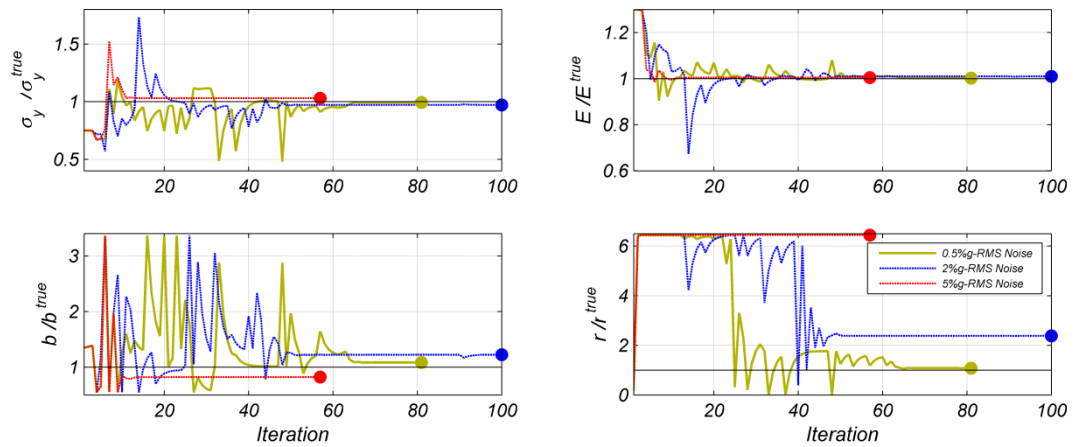 σy /σy^true
1.5
1
0.5
20 40 60 80 100
E /E^true
1.2
1
0.8
0.6
20 40 60 80 100
b /b^true
3
2
1
20 40 60 80 100
Iteration
r /r^true
6
4
2
0
20 40 60 80 100
Iteration
0.5%g-RMS Noise
2%g-RMS Noise
5%g-RMS Noise